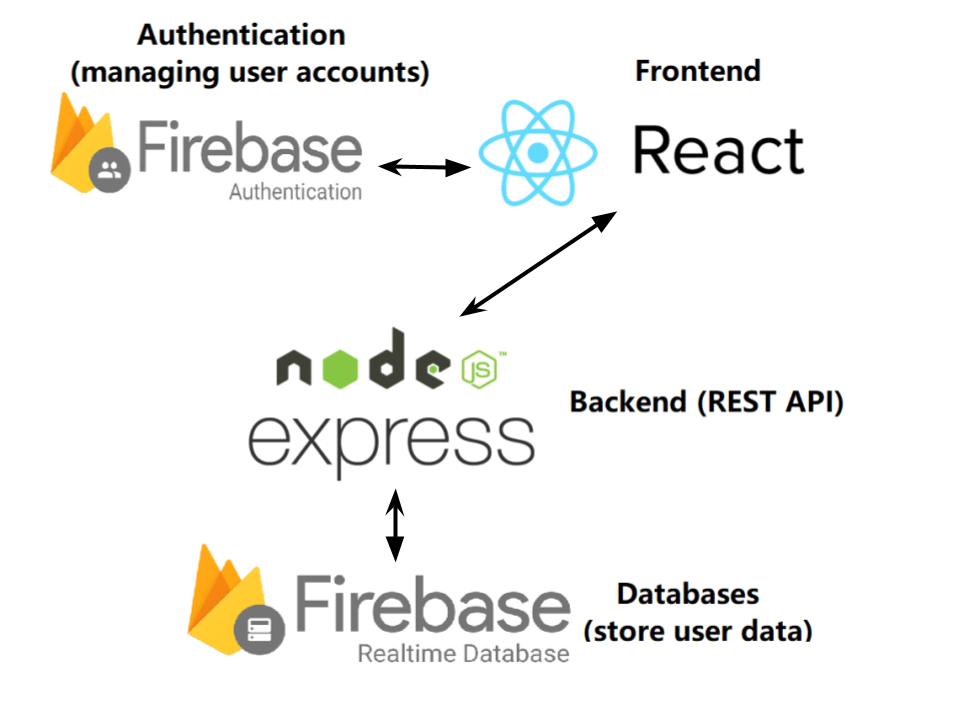 Authentication
(managing user accounts)
Firebase
Authentication
Frontend
React
node
JS™
express
Backend (REST API)
Firebase
Realtime Database
Databases
(store user data)